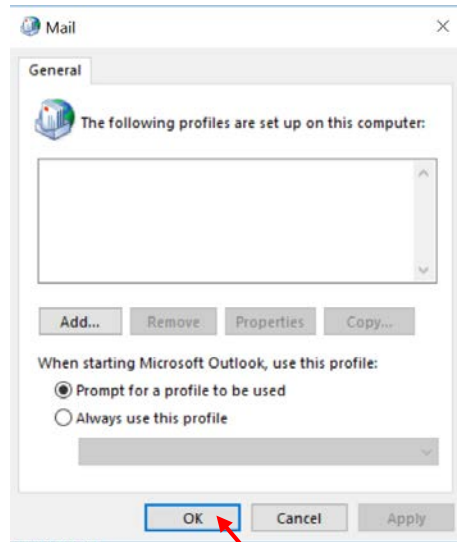 Mail
General
The following profiles are set up on this computer:
Add... Remove Properties Copy...
When starting Microsoft Outlook, use this profile:
Prompt for a profile to be used
Always use this profile
OK Cancel Apply